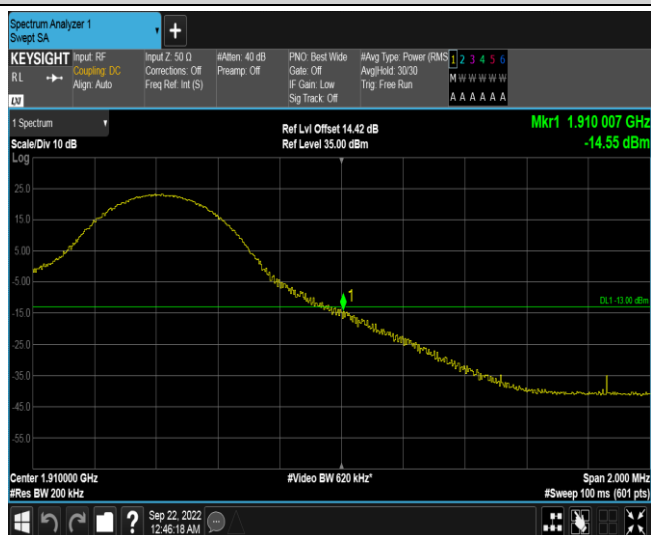 Spectrum Analyzer 1
Swept SA
+
KEYSIGHT
R L
LXI
Input: RF
Coupling: DC
Align: Auto
Input Z: 50 Ω
Corrections: Off
Freq Ref: Int (S)
#Atten: 40 dB
Preamp: Off
PNO: Best Wide
Gate: Off
IF Gain: Low
Sig Track: Off
#Avg Type: Power (RMS
Avg|Hold: 30/30
Trig: Free Run
1 2 3 4 5 6
M W W W W W
A A A A A A
1 Spectrum
Scale/Div 10 dB
Ref Lvl Offset 14.42 dB
Ref Level 35.00 dBm
Mkr1 1.910 007 GHz
-14.55 dBm
Log
25.0
15.0
5.00
-5.00
-15.0
-25.0
-35.0
-45.0
-55.0
1
DL1 -13.00 dBm
Center 1.910000 GHz
#Res BW 200 kHz
#Video BW 620 kHz*
Span 2.000 MHz
#Sweep 100 ms (601 pts)
?
Sep 22, 2022
12:46:18 AM